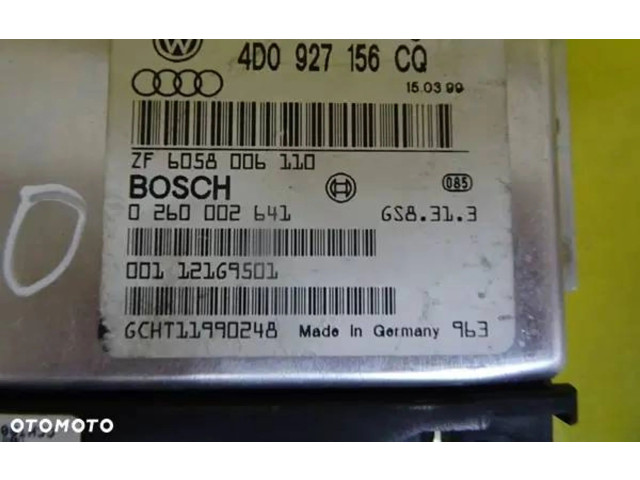 4D0 927 156 CQ
15.03.99
ZF 6058 006 110
BOSCH
085
0 260 002 641 GS8.31.3
001 12169501
GCHT11990248 Made in Germany 963
OTOMOTO